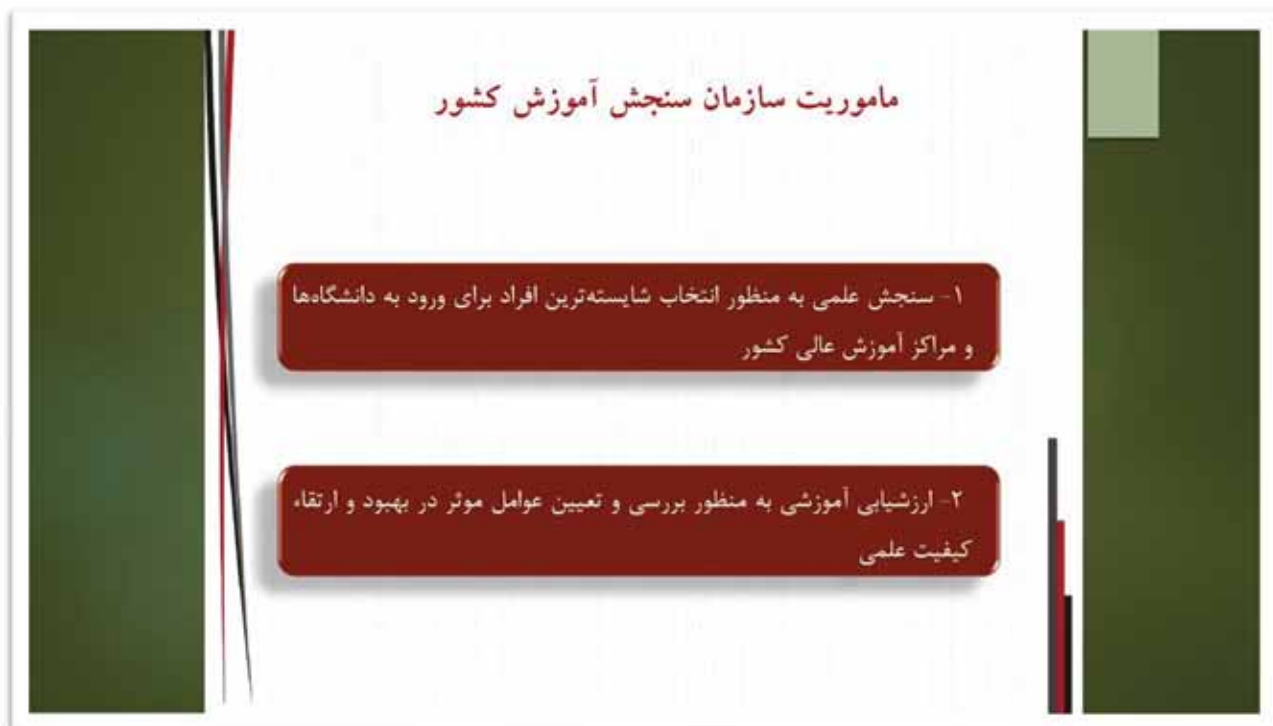 ماموریت سازمان سنجش آموزش کشور
۱- سنجش علمی به منظور انتخاب شایسته‌ترین افراد برای ورود به دانشگاه‌ها
و مراکز آموزش عالی کشور
۲- ارزشیابی آموزشی به منظور بررسی و تعیین عوامل موثر در بهبود و ارتقاء
کیفیت علمی